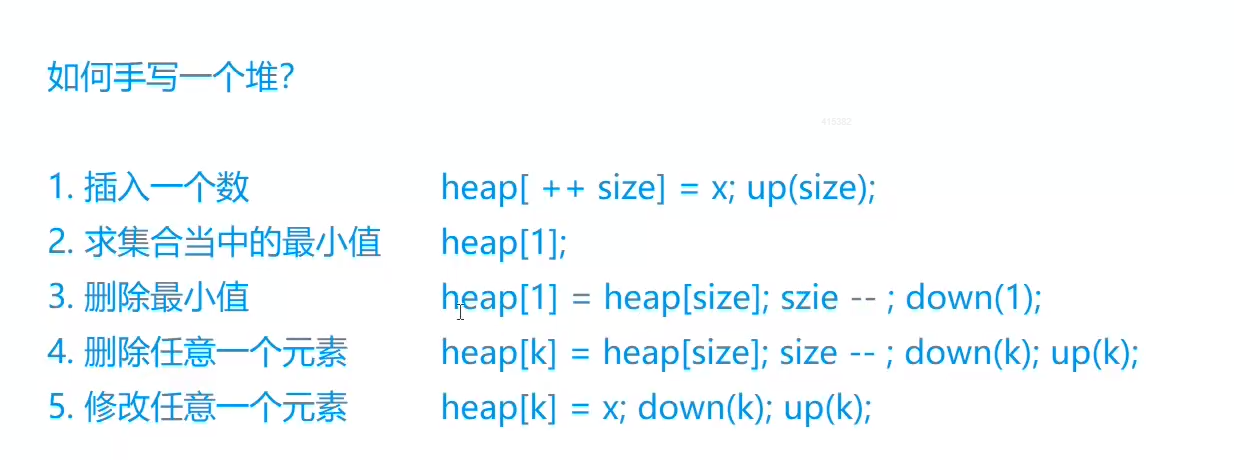 如何手写一个堆?
415382
1. 插入一个数 heap[ ++ size] = x; up(size);
2. 求集合当中的最小值 heap[1];
3. 删除最小值 heap[1] = heap[size]; szie -- ; down(1);
4. 删除任意一个元素 heap[k] = heap[size]; size -- ; down(k); up(k);
5. 修改任意一个元素 heap[k] = x; down(k); up(k);